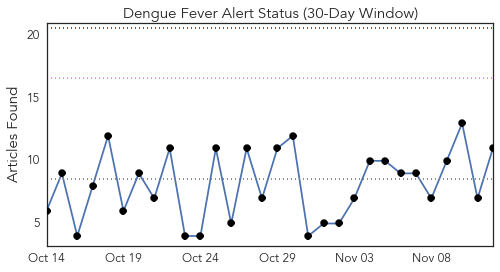 Dengue Fever Alert Status (30-Day Window)
Articles Found
20
15
10
5
Oct 14 Oct 19 Oct 24 Oct 29 Nov 03 Nov 08